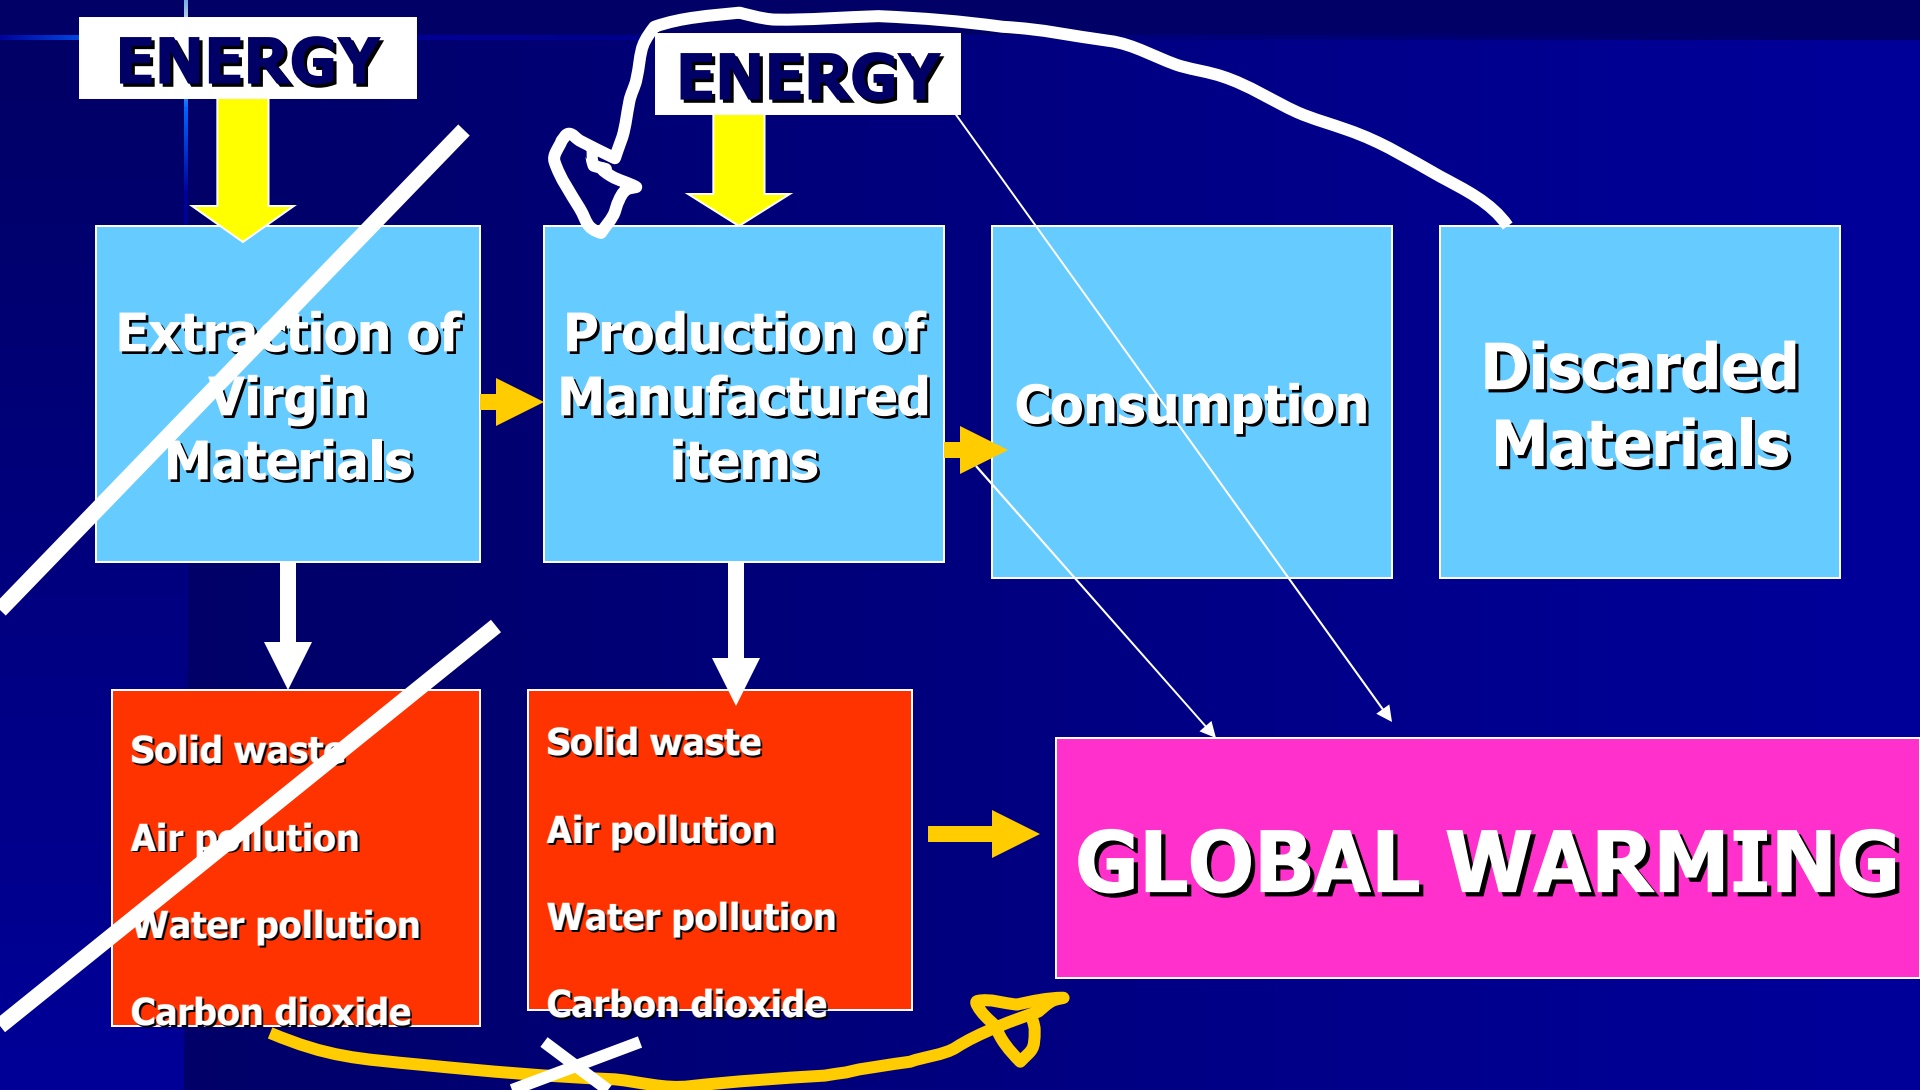 ENERGY
ENERGY
Extraction of
Virgin
Materials
Production of
Manufactured
items
Consumption
Discarded
Materials
Solid waste
Air pollution
Water pollution
Carbon dioxide
Solid waste
Air pollution
Water pollution
Carbon dioxide
GLOBAL WARMING